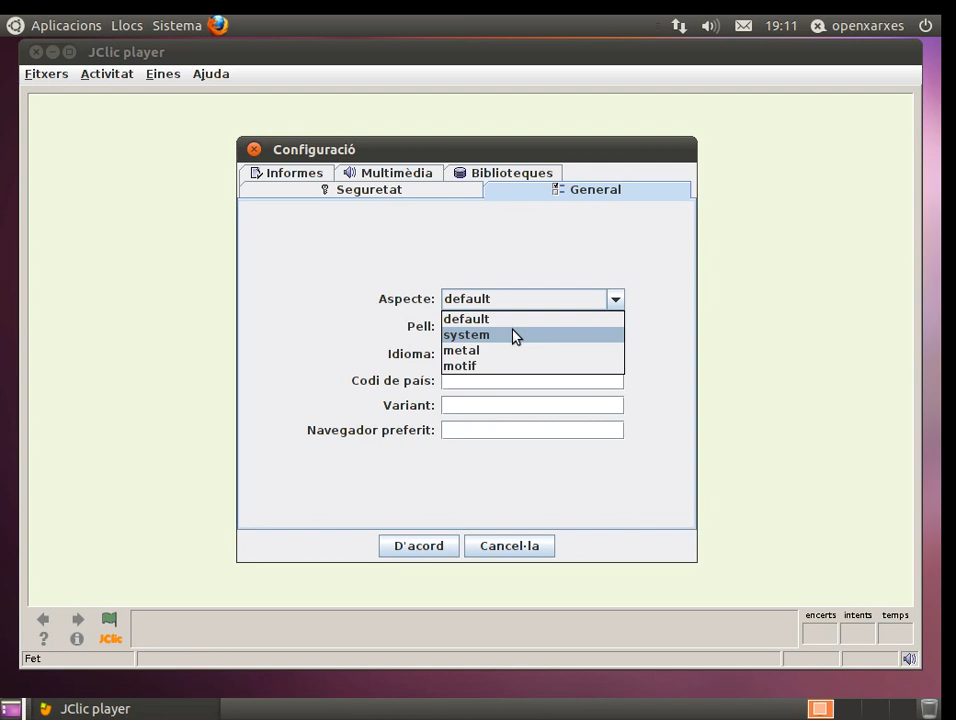 Aplicacions Llocs Sistema 19:11 openxarxes
JClic player
Fitxers Activitat Eines Ajuda
Configuració
Informes Multimèdia Biblioteques
Seguretat General
Aspecte: default
default
Pell:
system
Idioma:
metal
motif
Codi de país:
Variant:
Navegador preferit:
D'acord Cancel·la
encerts intents temps
JClic
Fet
JClic player